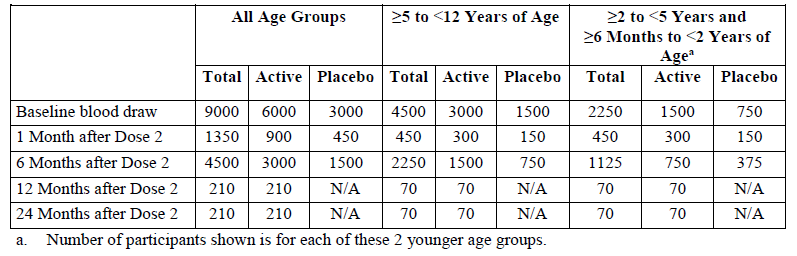 All Age Groups ≥5 to <12 Years of Age ≥2 to <5 Years and
≥6 Months to <2 Years of
Ageᵃ
Total Active Placebo Total Active Placebo Total Active Placebo
Baseline blood draw 9000 6000 3000 4500 3000 1500 2250 1500 750
1 Month after Dose 2 1350 900 450 450 300 150 450 300 150
6 Months after Dose 2 4500 3000 1500 2250 1500 750 1125 750 375
12 Months after Dose 2 210 210 N/A 70 70 N/A 70 70 N/A
24 Months after Dose 2 210 210 N/A 70 70 N/A 70 70 N/A
a. Number of participants shown is for each of these 2 younger age groups.